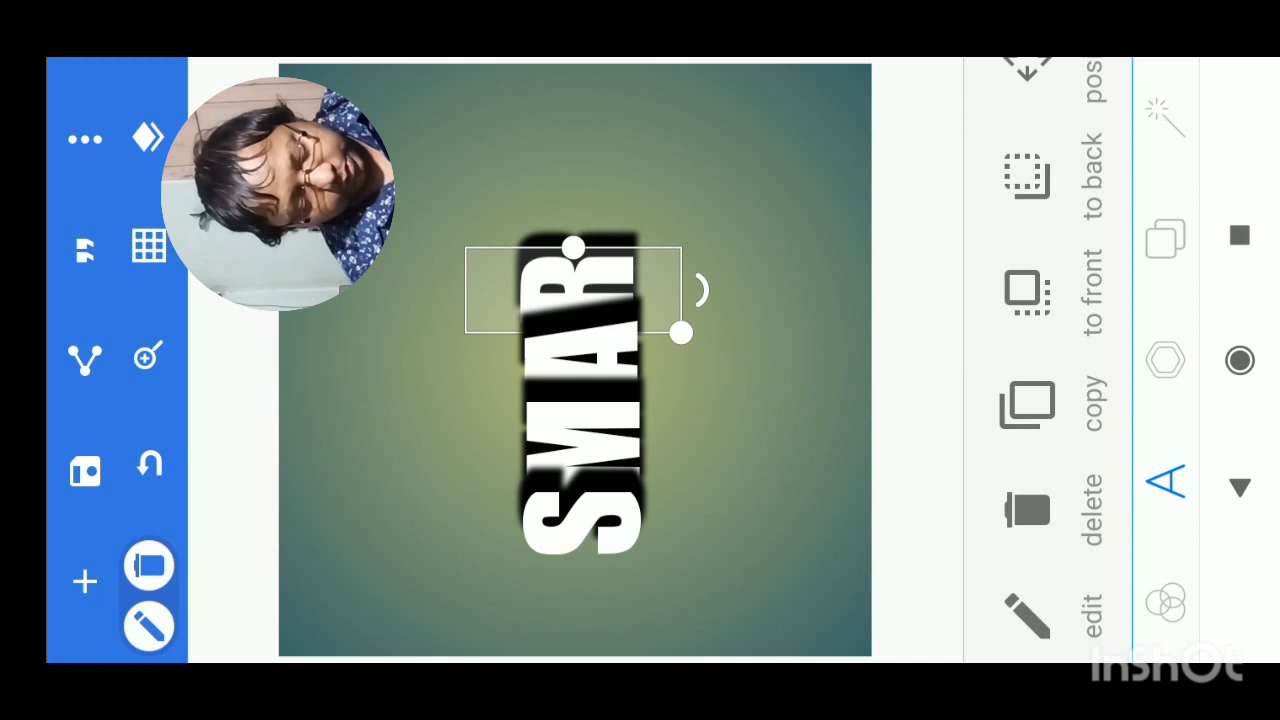 SMAR
edit
delete
copy
to front
to back
pos
A
InShOt